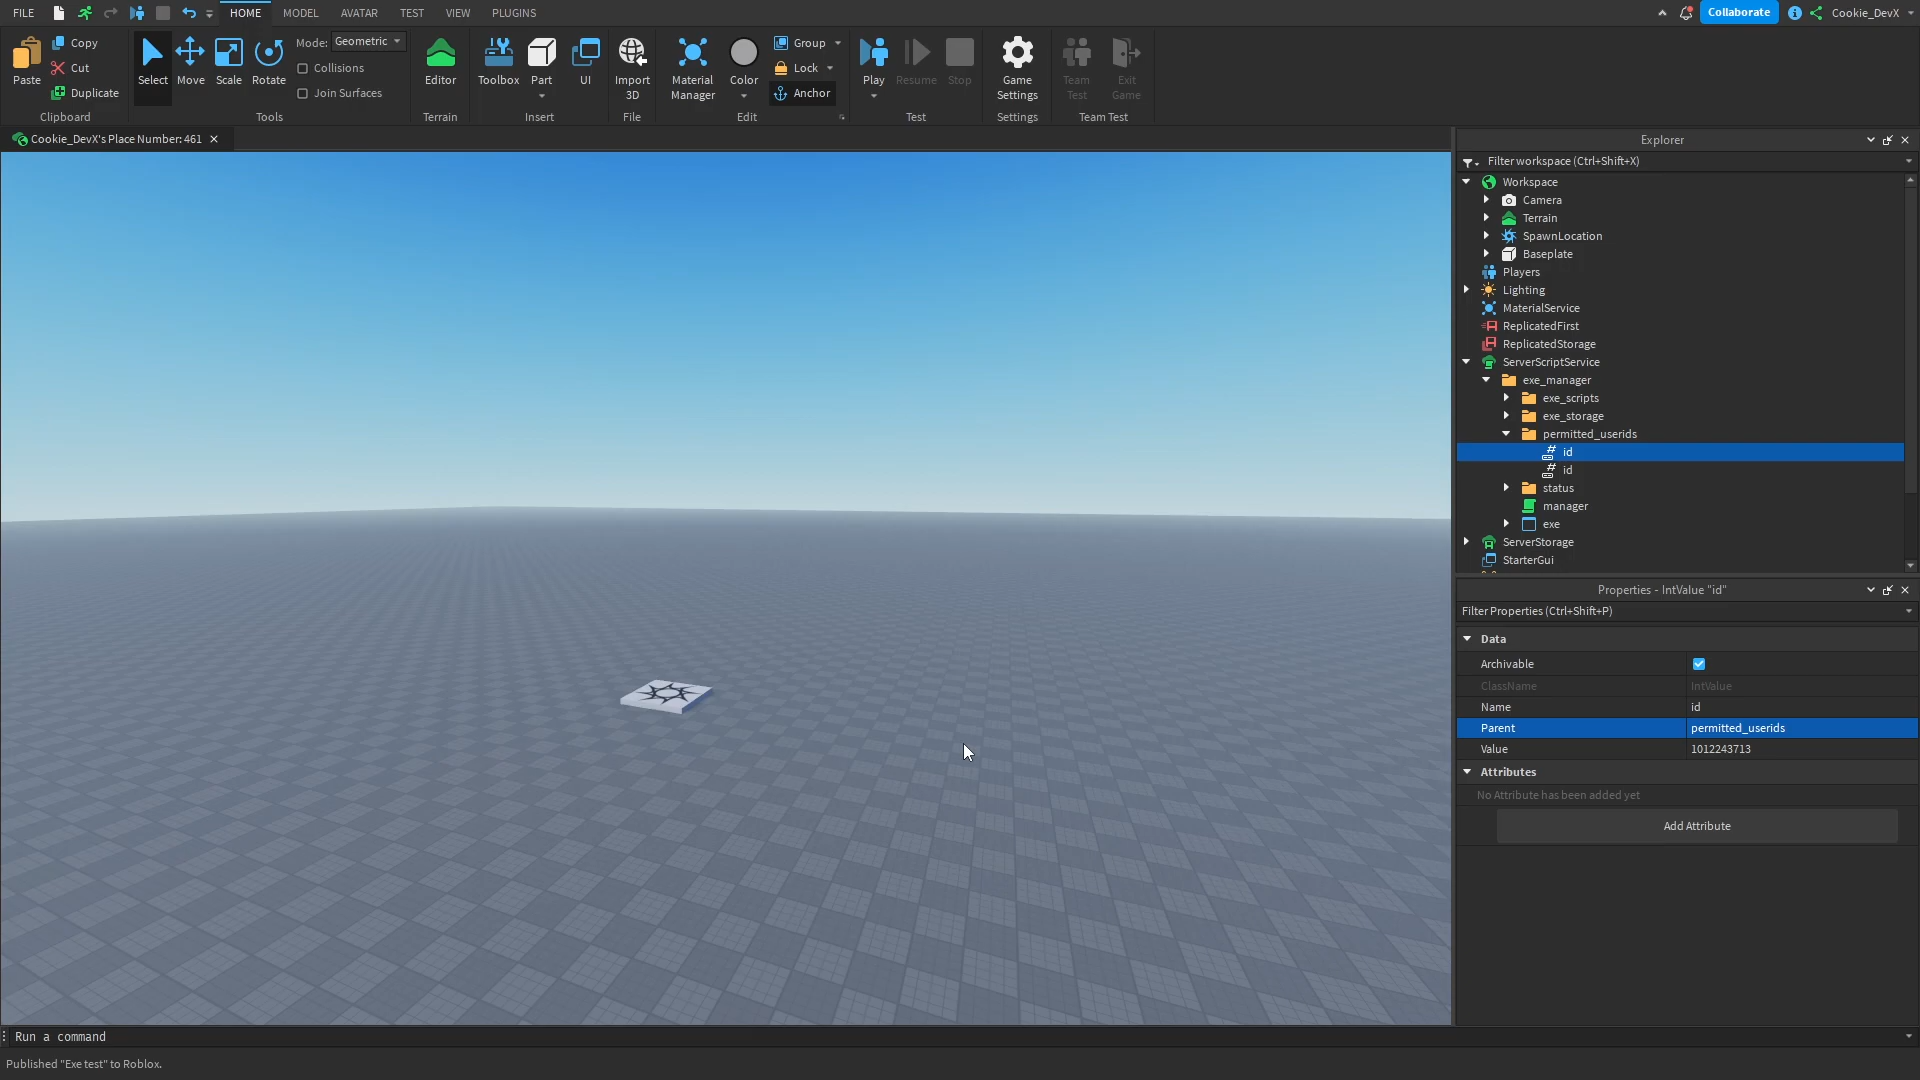 FILE HOME MODEL AVATAR TEST VIEW PLUGINS Collaborate Cookie_DevX
Paste
Copy
Cut
Duplicate
Clipboard
Select
Move
Scale
Rotate
Mode: Geometric
Collisions
Join Surfaces
Tools
Editor
Terrain
Toolbox
Part
UI
Insert
Import
3D
File
Material
Manager
Color
Group
Lock
Anchor
Edit
Play
Resume
Stop
Test
Game
Settings
Settings
Team
Test
Exit
Game
Team Test
Cookie_DevX's Place Number: 461
Explorer
Filter workspace (Ctrl+Shift+X)
Workspace
Camera
Terrain
SpawnLocation
Baseplate
Players
Lighting
MaterialService
ReplicatedFirst
ReplicatedStorage
ServerScriptService
exe_manager
exe_scripts
exe_storage
permitted_userids
id
id
status
manager
exe
ServerStorage
StarterGui
Properties - IntValue "id"
Filter Properties (Ctrl+Shift+P)
Data
Archivable
ClassName IntValue
Name id
Parent permitted_userids
Value 1012243713
Attributes
No Attribute has been added yet
Add Attribute
Run a command
Published "Exe test" to Roblox.